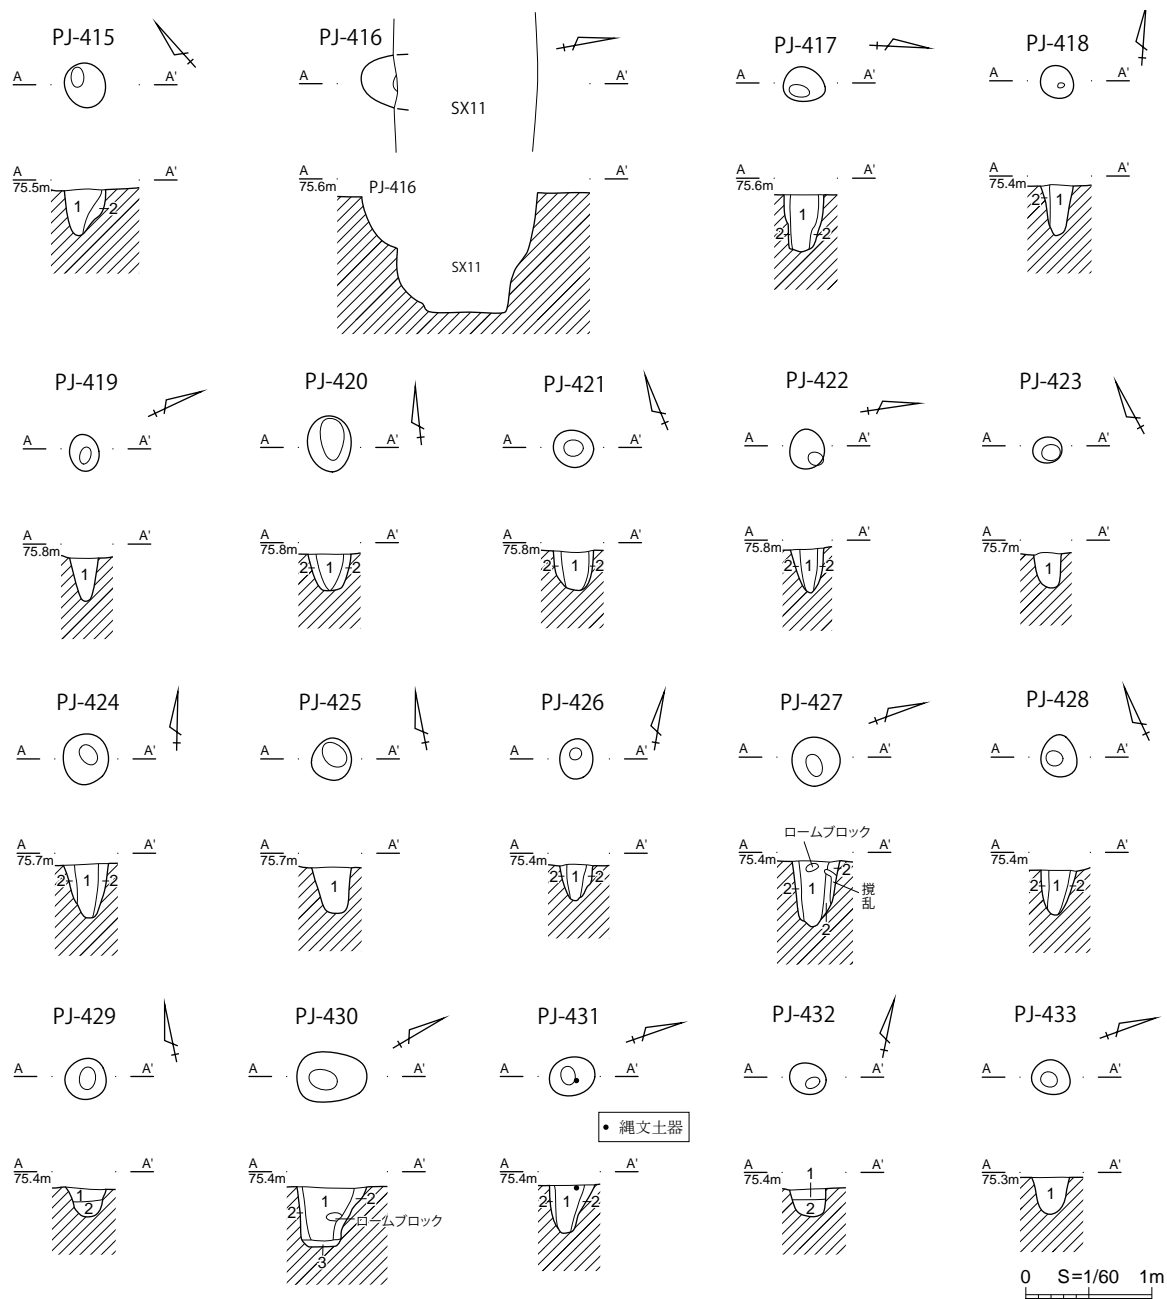 PJ-415
A A'
A A'
75.5m
1
2
PJ-416
A A'
SX11
A A'
75.6m
PJ-416
SX11
PJ-417
A A'
A A'
75.6m
1
2 2
PJ-418
A A'
A A'
75.4m
2 1
PJ-419
A A'
A A'
75.8m
1
PJ-420
A A'
A A'
75.8m
2 1 2
PJ-421
A A'
A A'
75.8m
2 1 2
PJ-422
A A'
A A'
75.8m
2 1 2
PJ-423
A A'
A A'
75.7m
1
PJ-424
A A'
A A'
75.7m
2 1 2
PJ-425
A A'
A A'
75.7m
1
PJ-426
A A'
A A'
75.4m
2 1 2
PJ-427
A A'
ロームブロック
A A'
75.4m
2
2 1
撹乱
2
PJ-428
A A'
A A'
75.4m
2 1 2
PJ-429
A A'
A A'
75.4m
1
2
PJ-430
A A'
A A'
75.4m
1 2
2
ロームブロック
3
PJ-431
A A'
縄文土器
A A'
75.4m
2 1 2
PJ-432
A A'
A A'
75.4m
1
2
PJ-433
A A'
A A'
75.3m
1
0 S=1/60 1m